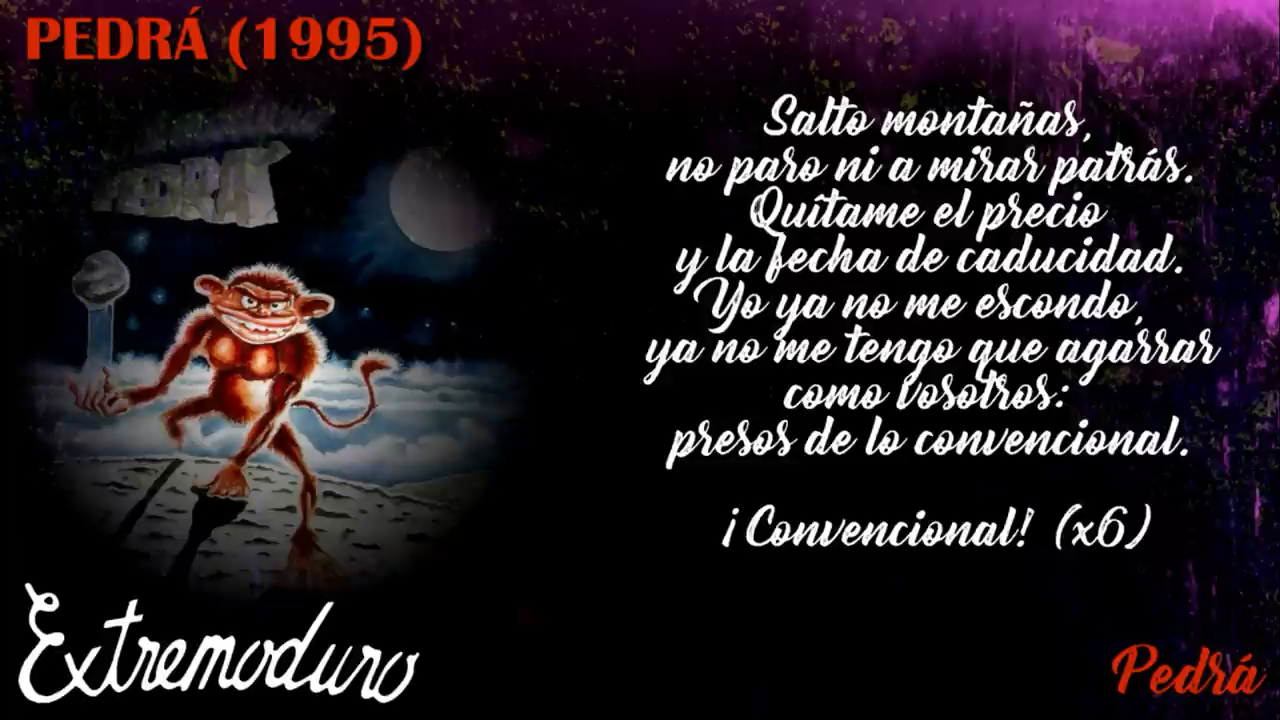 PEDRÁ (1995)
PEDRÁ
Salto montañas,
no paro ni a mirar patrás.
Quítame el precio
y la fecha de caducidad.
Yo ya no me escondo,
ya no me tengo que agarrar
como vosotros:
presos de lo convencional.
¡Convencional! (x6)
Extremoduro
Pedrá